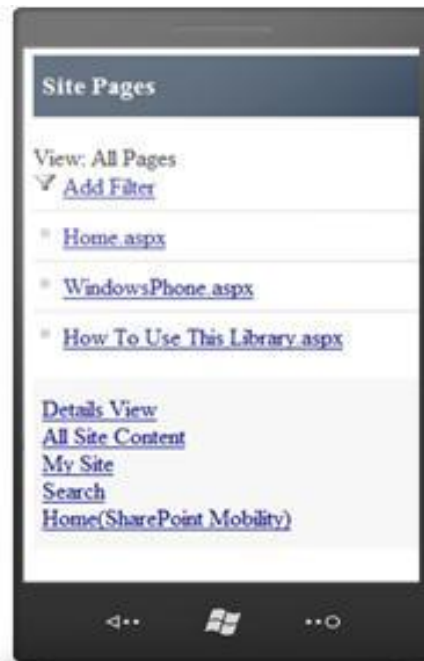 Site Pages
View: All Pages
Add Filter
Home.aspx
WindowsPhone.aspx
How To Use This Library.aspx
Details View
All Site Content
My Site
Search
Home(SharePoint Mobility)